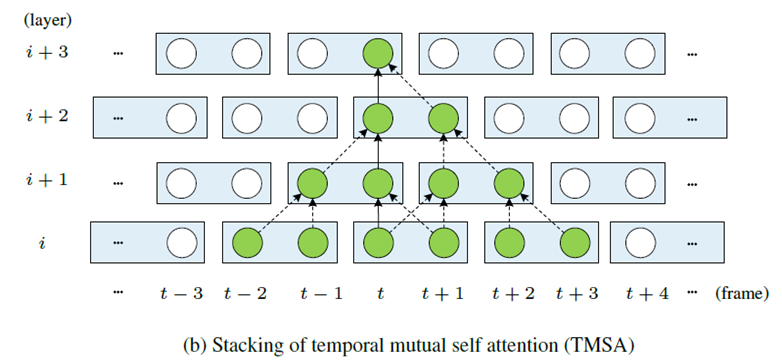 (layer)
i + 3 ... ...
i + 2 ... ...
i + 1 ... ...
i ... ...
... t − 3 t − 2 t − 1 t t + 1 t + 2 t + 3 t + 4 ... (frame)
(b) Stacking of temporal mutual self attention (TMSA)